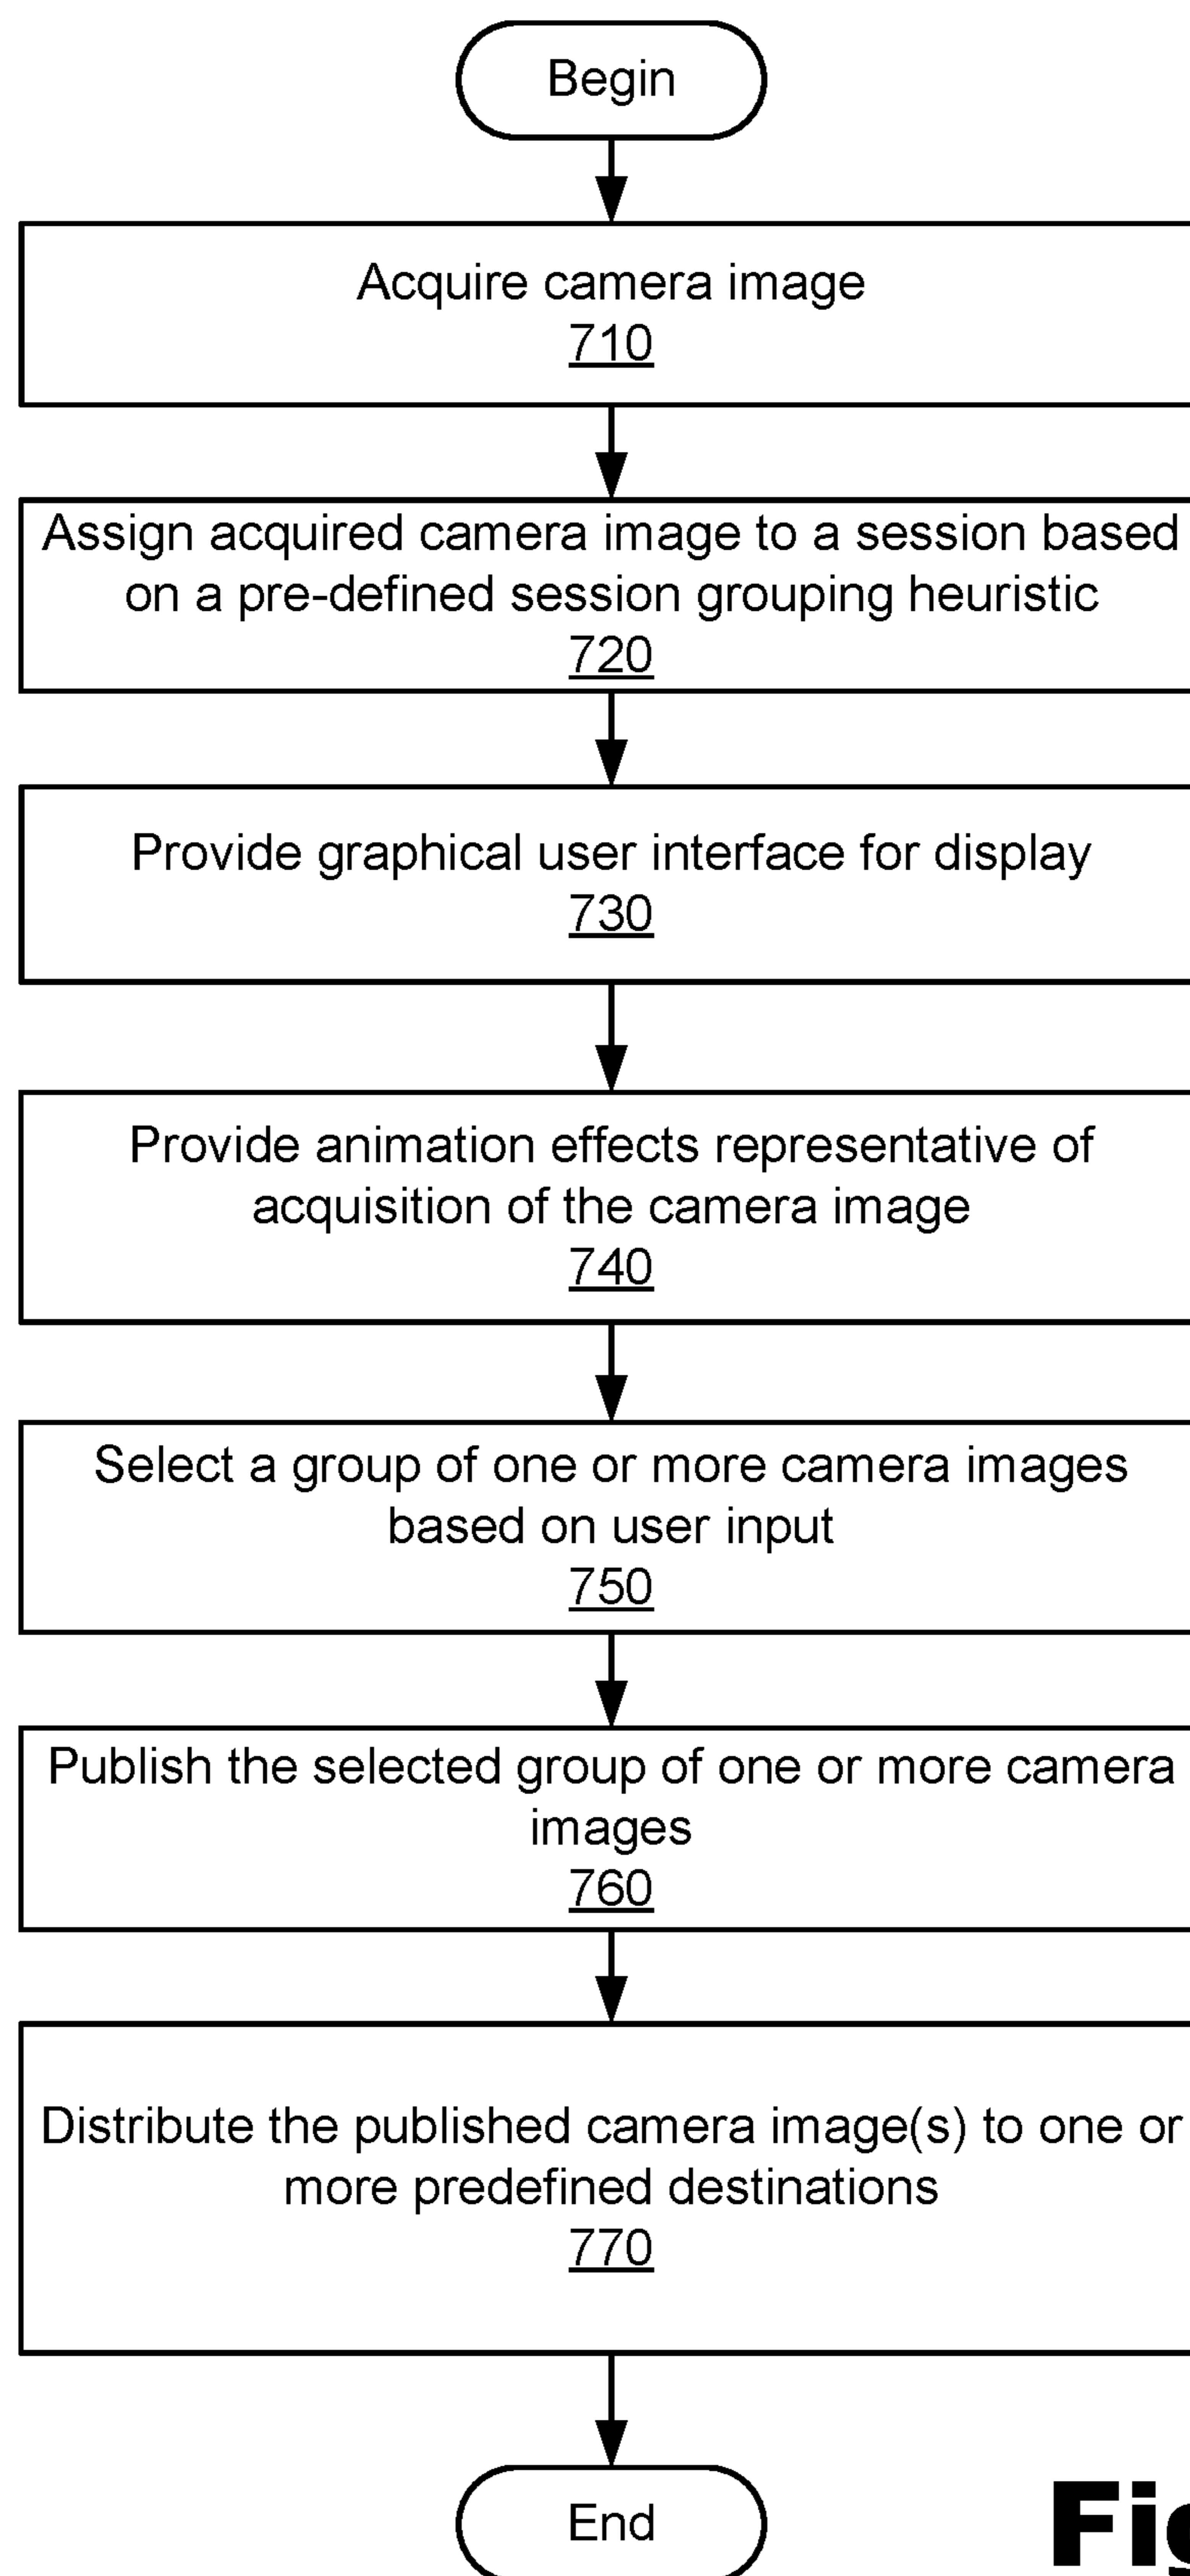 Begin
Acquire camera image
710
Assign acquired camera image to a session based
on a pre-defined session grouping heuristic
720
Provide graphical user interface for display
730
Provide animation effects representative of
acquisition of the camera image
740
Select a group of one or more camera images
based on user input
750
Publish the selected group of one or more camera
images
760
Distribute the published camera image(s) to one or
more predefined destinations
770
End